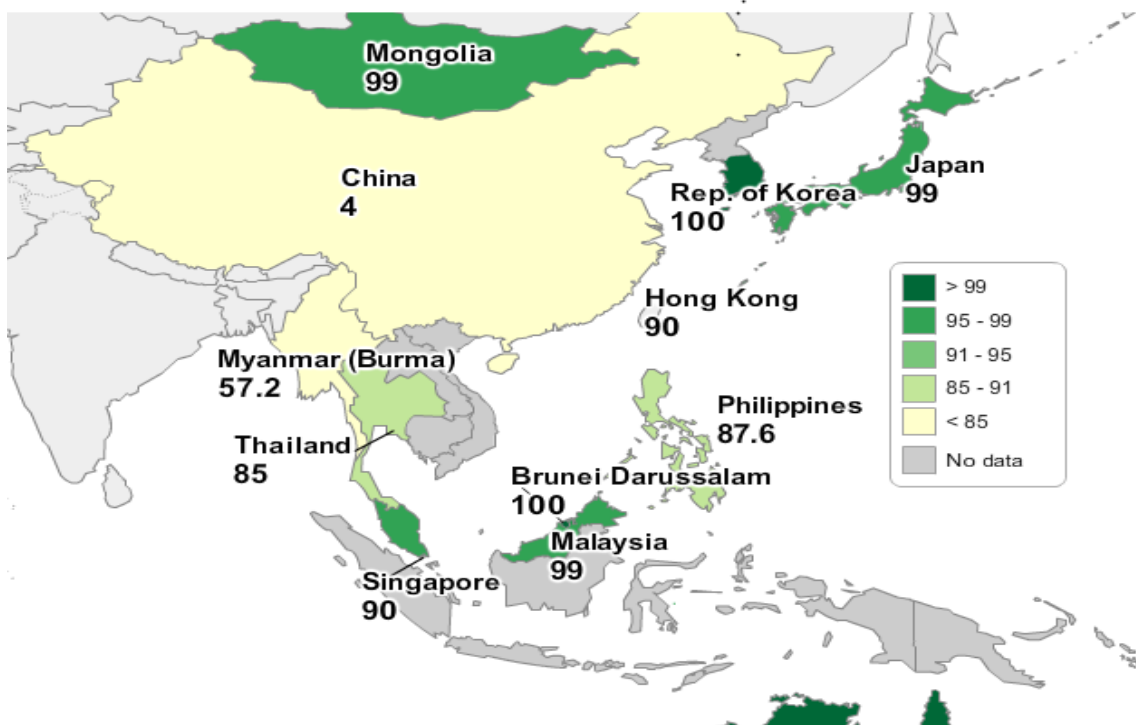 Mongolia
99
China
4
Japan
99
Rep. of Korea
100
Hong Kong
90
Myanmar (Burma)
57.2
Thailand
85
Philippines
87.6
Brunei Darussalam
100
Malaysia
99
Singapore
90
> 99
95 - 99
91 - 95
85 - 91
< 85
No data